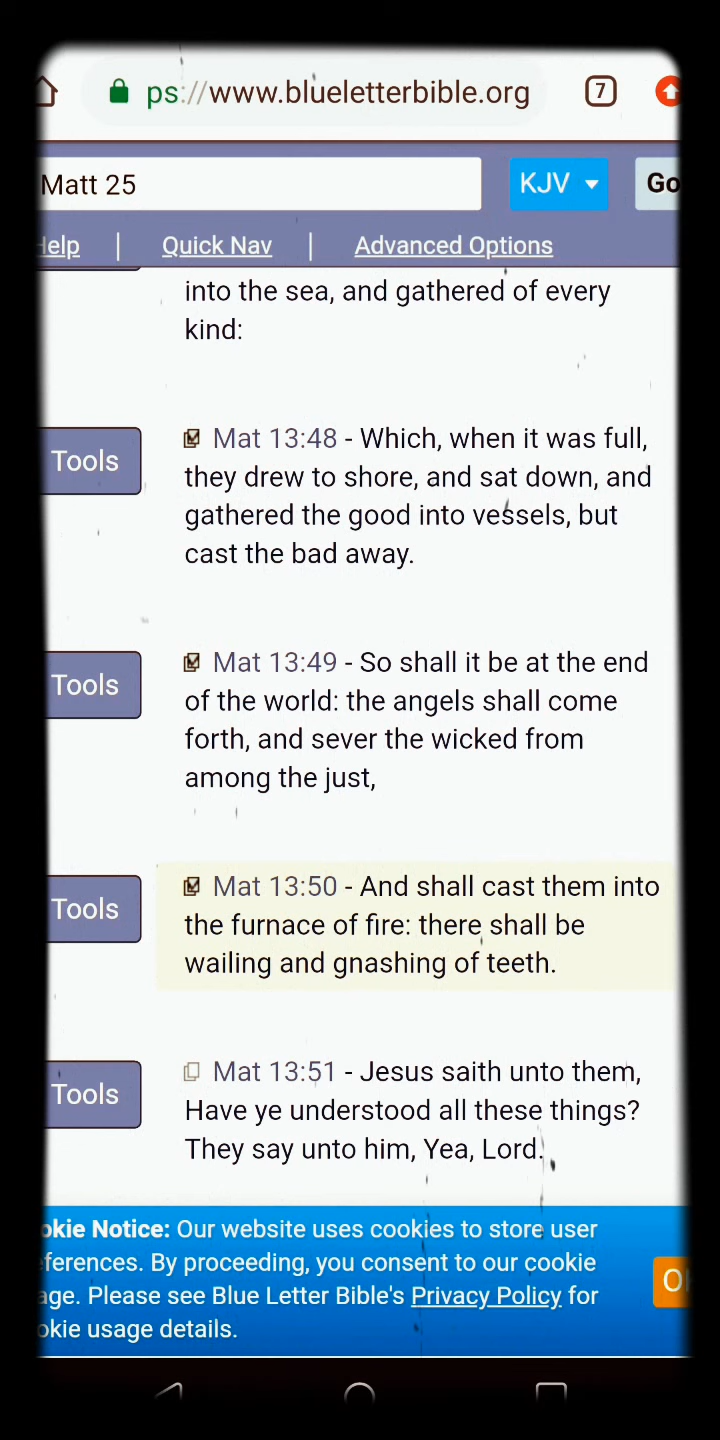 ps://www.blueletterbible.org
7
Matt 25
KJV
Go
Help | Quick Nav | Advanced Options
into the sea, and gathered of every
kind:
Tools
Mat 13:48 - Which, when it was full,
they drew to shore, and sat down, and
gathered the good into vessels, but
cast the bad away.
Tools
Mat 13:49 - So shall it be at the end
of the world: the angels shall come
forth, and sever the wicked from
among the just,
Tools
Mat 13:50 - And shall cast them into
the furnace of fire: there shall be
wailing and gnashing of teeth.
Tools
Mat 13:51 - Jesus saith unto them,
Have ye understood all these things?
They say unto him, Yea, Lord.
okie Notice: Our website uses cookies to store user
ferences. By proceeding, you consent to our cookie
age. Please see Blue Letter Bible's Privacy Policy for
okie usage details.